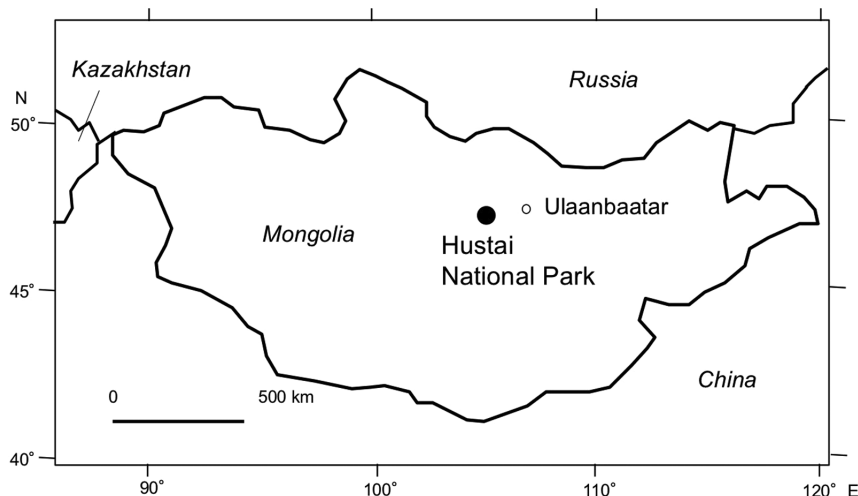 Kazakhstan
Russia
N
50°
Ulaanbaatar
Mongolia
Hustai
National Park
45°
China
0
500 km
40°
90°
100°
110°
120°
E